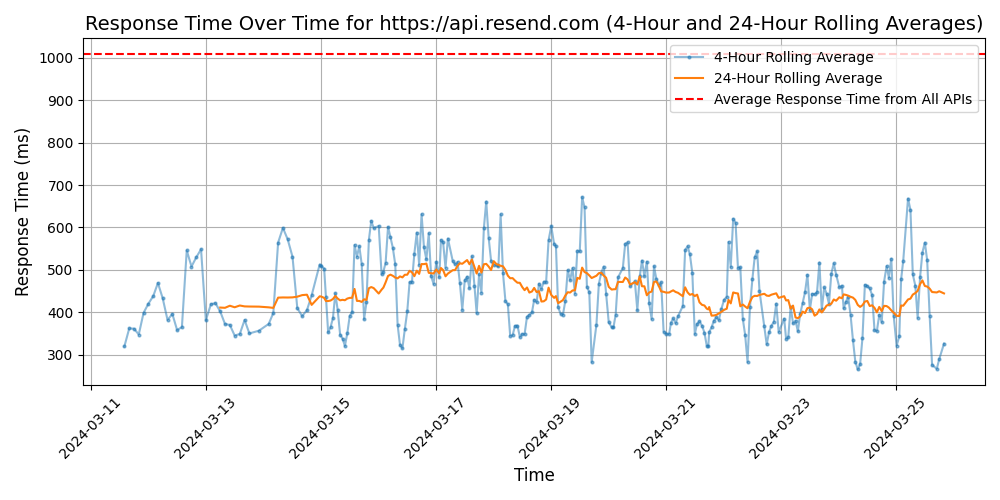 Response Time Over Time for https://api.resend.com (4-Hour and 24-Hour Rolling Averages)
4-Hour Rolling Average
24-Hour Rolling Average
Average Response Time from All APIs
Response Time (ms)
1000
900
800
700
600
500
400
300
2024-03-11
2024-03-13
2024-03-15
2024-03-17
2024-03-19
2024-03-21
2024-03-23
2024-03-25
Time